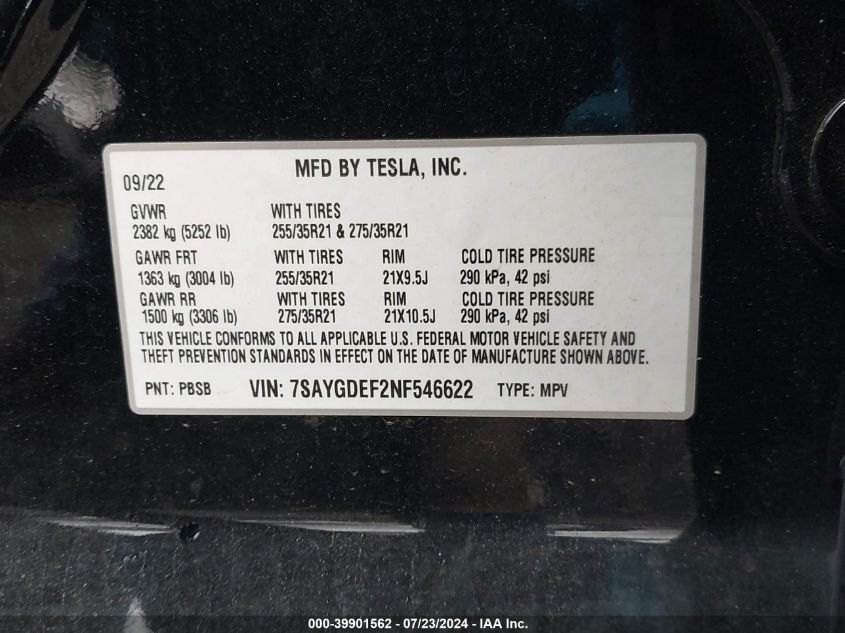 MFD BY TESLA, INC.
09/22
GVWR WITH TIRES
2382 kg (5252 lb) 255/35R21 & 275/35R21
GAWR FRT WITH TIRES RIM COLD TIRE PRESSURE
1363 kg (3004 lb) 255/35R21 21X9.5J 290 kPa, 42 psi
GAWR RR WITH TIRES RIM COLD TIRE PRESSURE
1500 kg (3306 lb) 275/35R21 21X10.5J 290 kPa, 42 psi
THIS VEHICLE CONFORMS TO ALL APPLICABLE U.S. FEDERAL MOTOR VEHICLE SAFETY AND
THEFT PREVENTION STANDARDS IN EFFECT ON THE DATE OF MANUFACTURE SHOWN ABOVE.
PNT: PBSB VIN: 7SAYGDEF2NF546622 TYPE: MPV
000-39901562 - 07/23/2024 - IAA Inc.